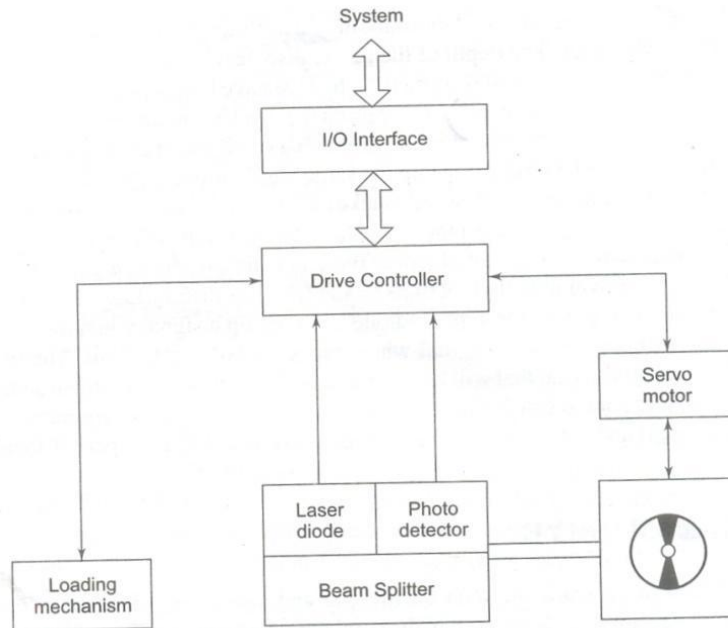 System
I/O Interface
Drive Controller
Servo
motor
Laser
diode
Photo
detector
Beam Splitter
Loading
mechanism